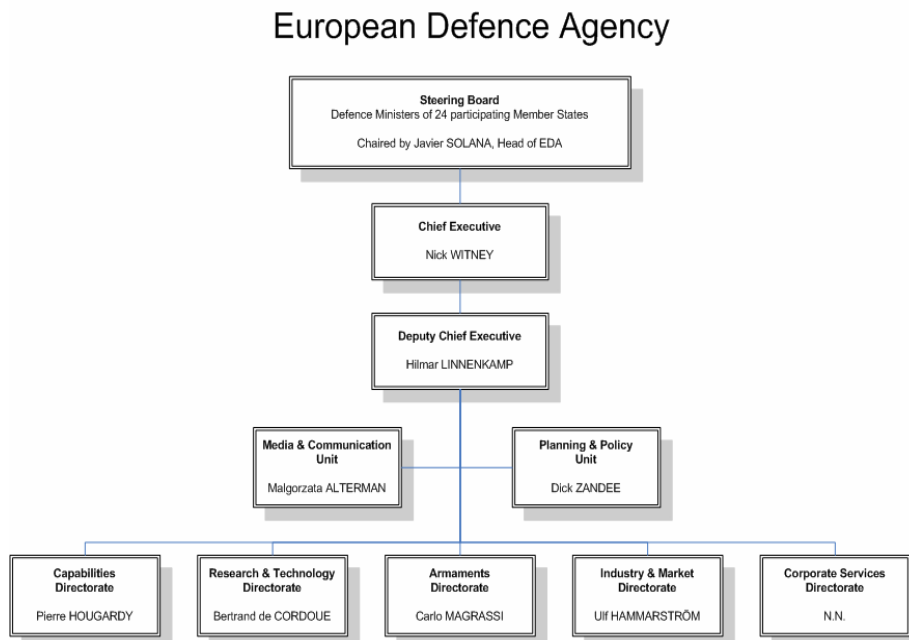 European Defence Agency
Steering Board
Defence Ministers of 24 participating Member States
Chaired by Javier SOLANA, Head of EDA
Chief Executive
Nick WITNEY
Deputy Chief Executive
Hilmar LINNENKAMP
Media & Communication
Unit
Malgorzata ALTERMAN
Planning & Policy
Unit
Dick ZANDEE
Capabilities
Directorate
Pierre HOUGARDY
Research & Technology
Directorate
Bertrand de CORDOUE
Armaments
Directorate
Carlo MAGRASSI
Industry & Market
Directorate
Ulf HAMMARSTRÖM
Corporate Services
Directorate
N.N.